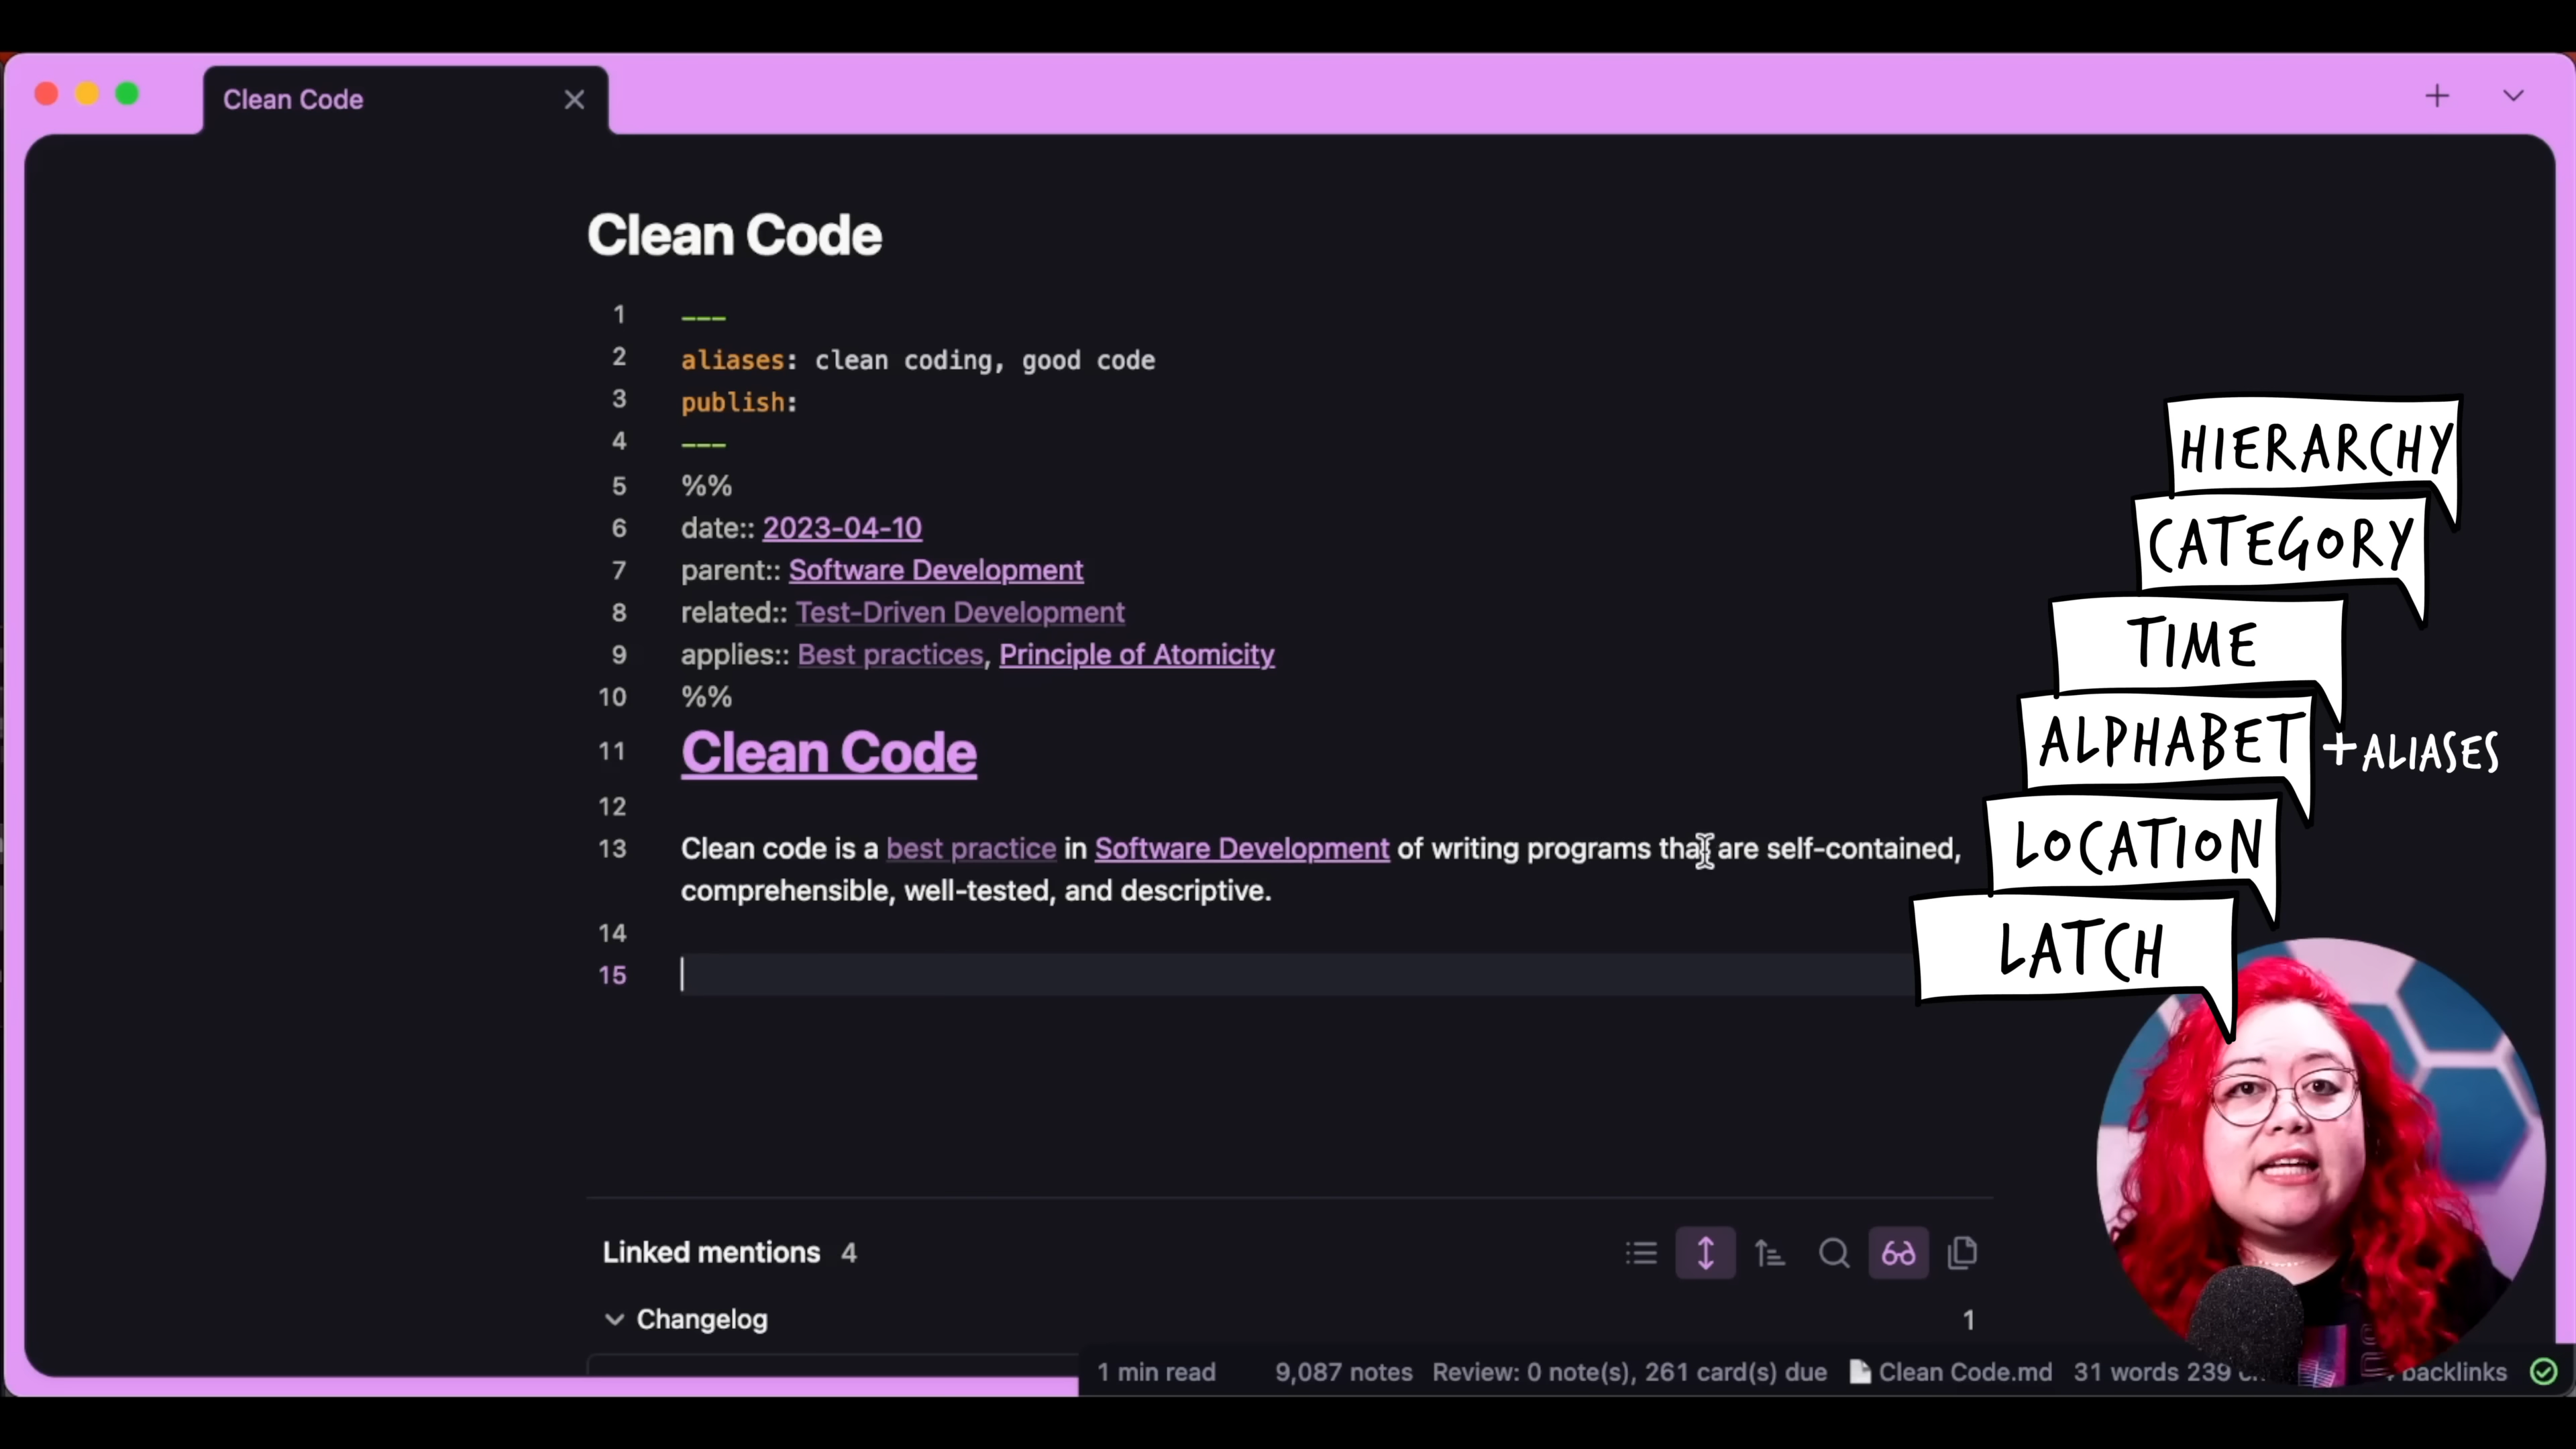 Clean Code
Clean Code
1 ---
2 aliases: clean coding, good code
3 publish:
4 ---
5 %%
6 date:: 2023-04-10
7 parent:: Software Development
8 related:: Test-Driven Development
9 applies:: Best practices, Principle of Atomicity
10 %%
11 Clean Code
12
13 Clean code is a best practice in Software Development of writing programs that are self-contained,
comprehensible, well-tested, and descriptive.
14
15
HIERARCHY
CATEGORY
TIME
ALPHABET +ALIASES
LOCATION
LATCH
Linked mentions 4
Changelog 1
1 min read 9,087 notes Review: 0 note(s), 261 card(s) due Clean Code.md 31 words 239 backlinks